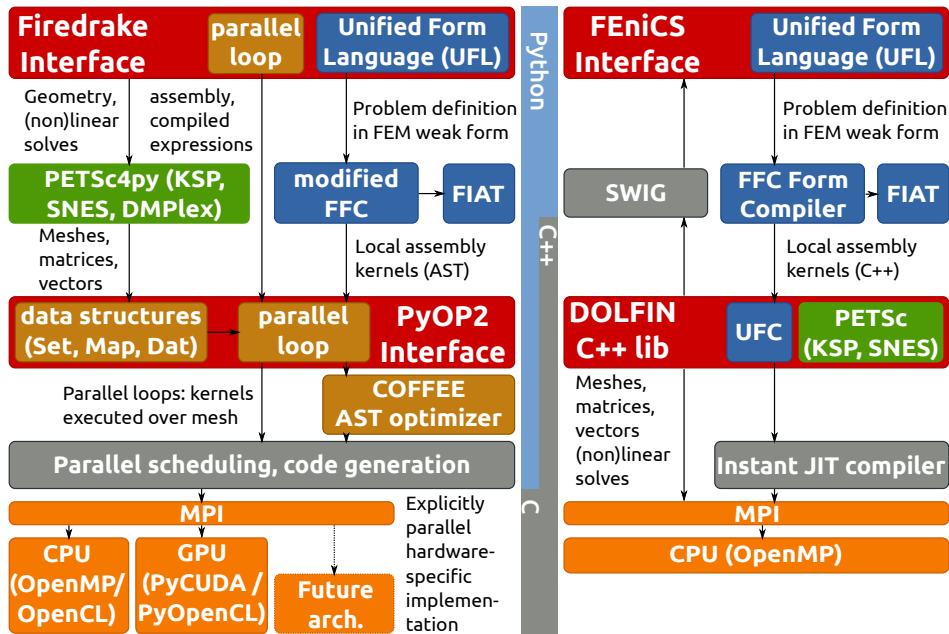 Firedrake
Interface
parallel
loop
Unified Form
Language (UFL)
Geometry,
(non)linear
solves
assembly,
compiled
expressions
Problem definition
in FEM weak form
PETSc4py (KSP,
SNES, DMPlex)
modified
FFC
FIAT
Meshes,
matrices,
vectors
Local assembly
kernels (AST)
data structures
(Set, Map, Dat)
parallel
loop
PyOP2
Interface
Parallel loops: kernels
executed over mesh
COFFEE
AST optimizer
Parallel scheduling, code generation
MPI
CPU
(OpenMP/
OpenCL)
GPU
(PyCUDA /
PyOpenCL)
Future
arch.
Explicitly
parallel
hardware-
specific
implemen-
tation
Python
C++
C
FEniCS
Interface
Unified Form
Language (UFL)
Problem definition
in FEM weak form
SWIG
FFC Form
Compiler
FIAT
Local assembly
kernels (C++)
DOLFIN
C++ lib
UFC
PETSc
(KSP, SNES)
Meshes,
matrices,
vectors
(non)linear
solves
Instant JIT compiler
MPI
CPU (OpenMP)